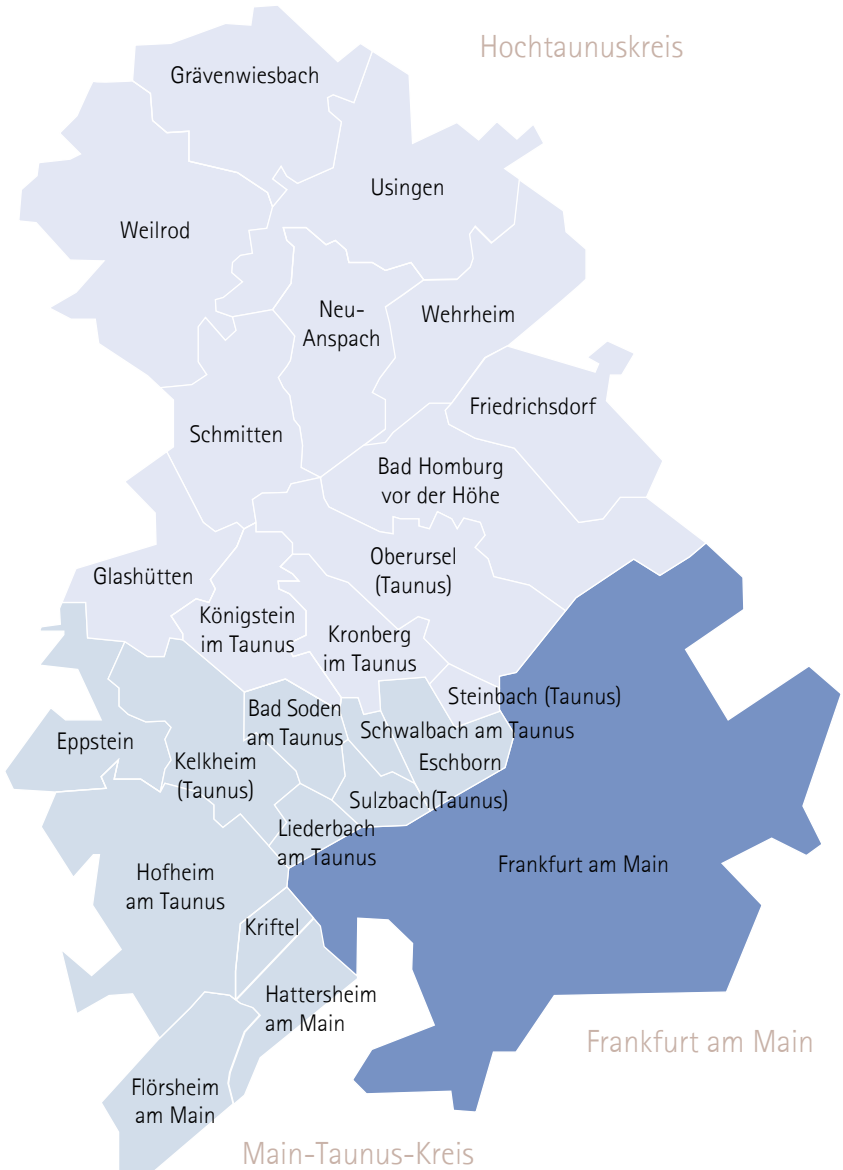 Hochtaunuskreis
Grävenwiesbach
Usingen
Weilrod
Neu-
Anspach
Wehrheim
Friedrichsdorf
Schmitten
Bad Homburg
vor der Höhe
Oberursel
(Taunus)
Glashütten
Königstein
im Taunus
Kronberg
im Taunus
Steinbach (Taunus)
Bad Soden
am Taunus
Schwalbach am Taunus
Eppstein
Kelkheim
(Taunus)
Eschborn
Sulzbach(Taunus)
Liederbach
am Taunus
Frankfurt am Main
Hofheim
am Taunus
Kriftel
Hattersheim
am Main
Frankfurt am Main
Flörsheim
am Main
Main-Taunus-Kreis